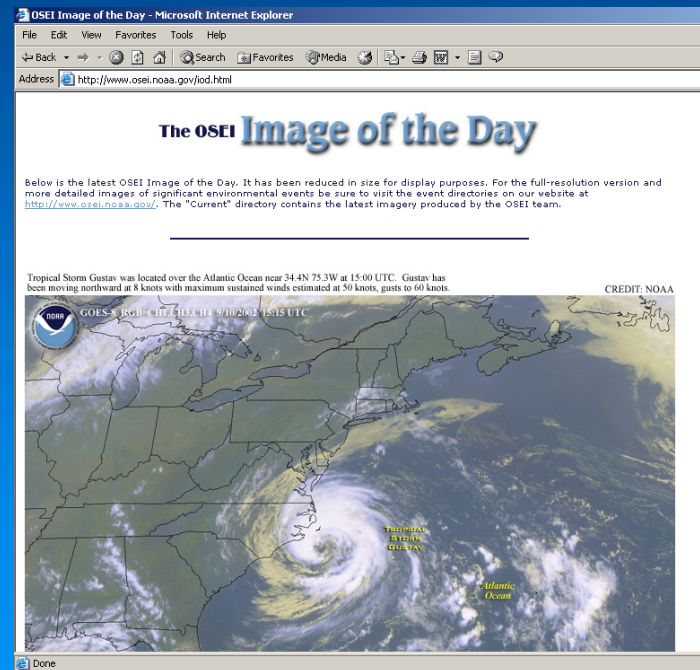 OSEI Image of the Day - Microsoft Internet Explorer
File Edit View Favorites Tools Help
Back Search Favorites Media
Address http://www.osei.noaa.gov/iod.html
The OSEI Image of the Day
Below is the latest OSEI Image of the Day. It has been reduced in size for display purposes. For the full-resolution version and
more detailed images of significant environmental events be sure to visit the event directories on our website at
http://www.osei.noaa.gov/. The "Current" directory contains the latest imagery produced by the OSEI team.
Tropical Storm Gustav was located over the Atlantic Ocean near 34.4N 75.3W at 15:00 UTC. Gustav has
been moving northward at 8 knots with maximum sustained winds estimated at 50 knots, gusts to 60 knots.
CREDIT: NOAA
NOAA
GOES-8 RGB=CH1,CH3,CH4 9/10/2002 15:15 UTC
TROPICAL
STORM
GUSTAV
Atlantic
Ocean
Done